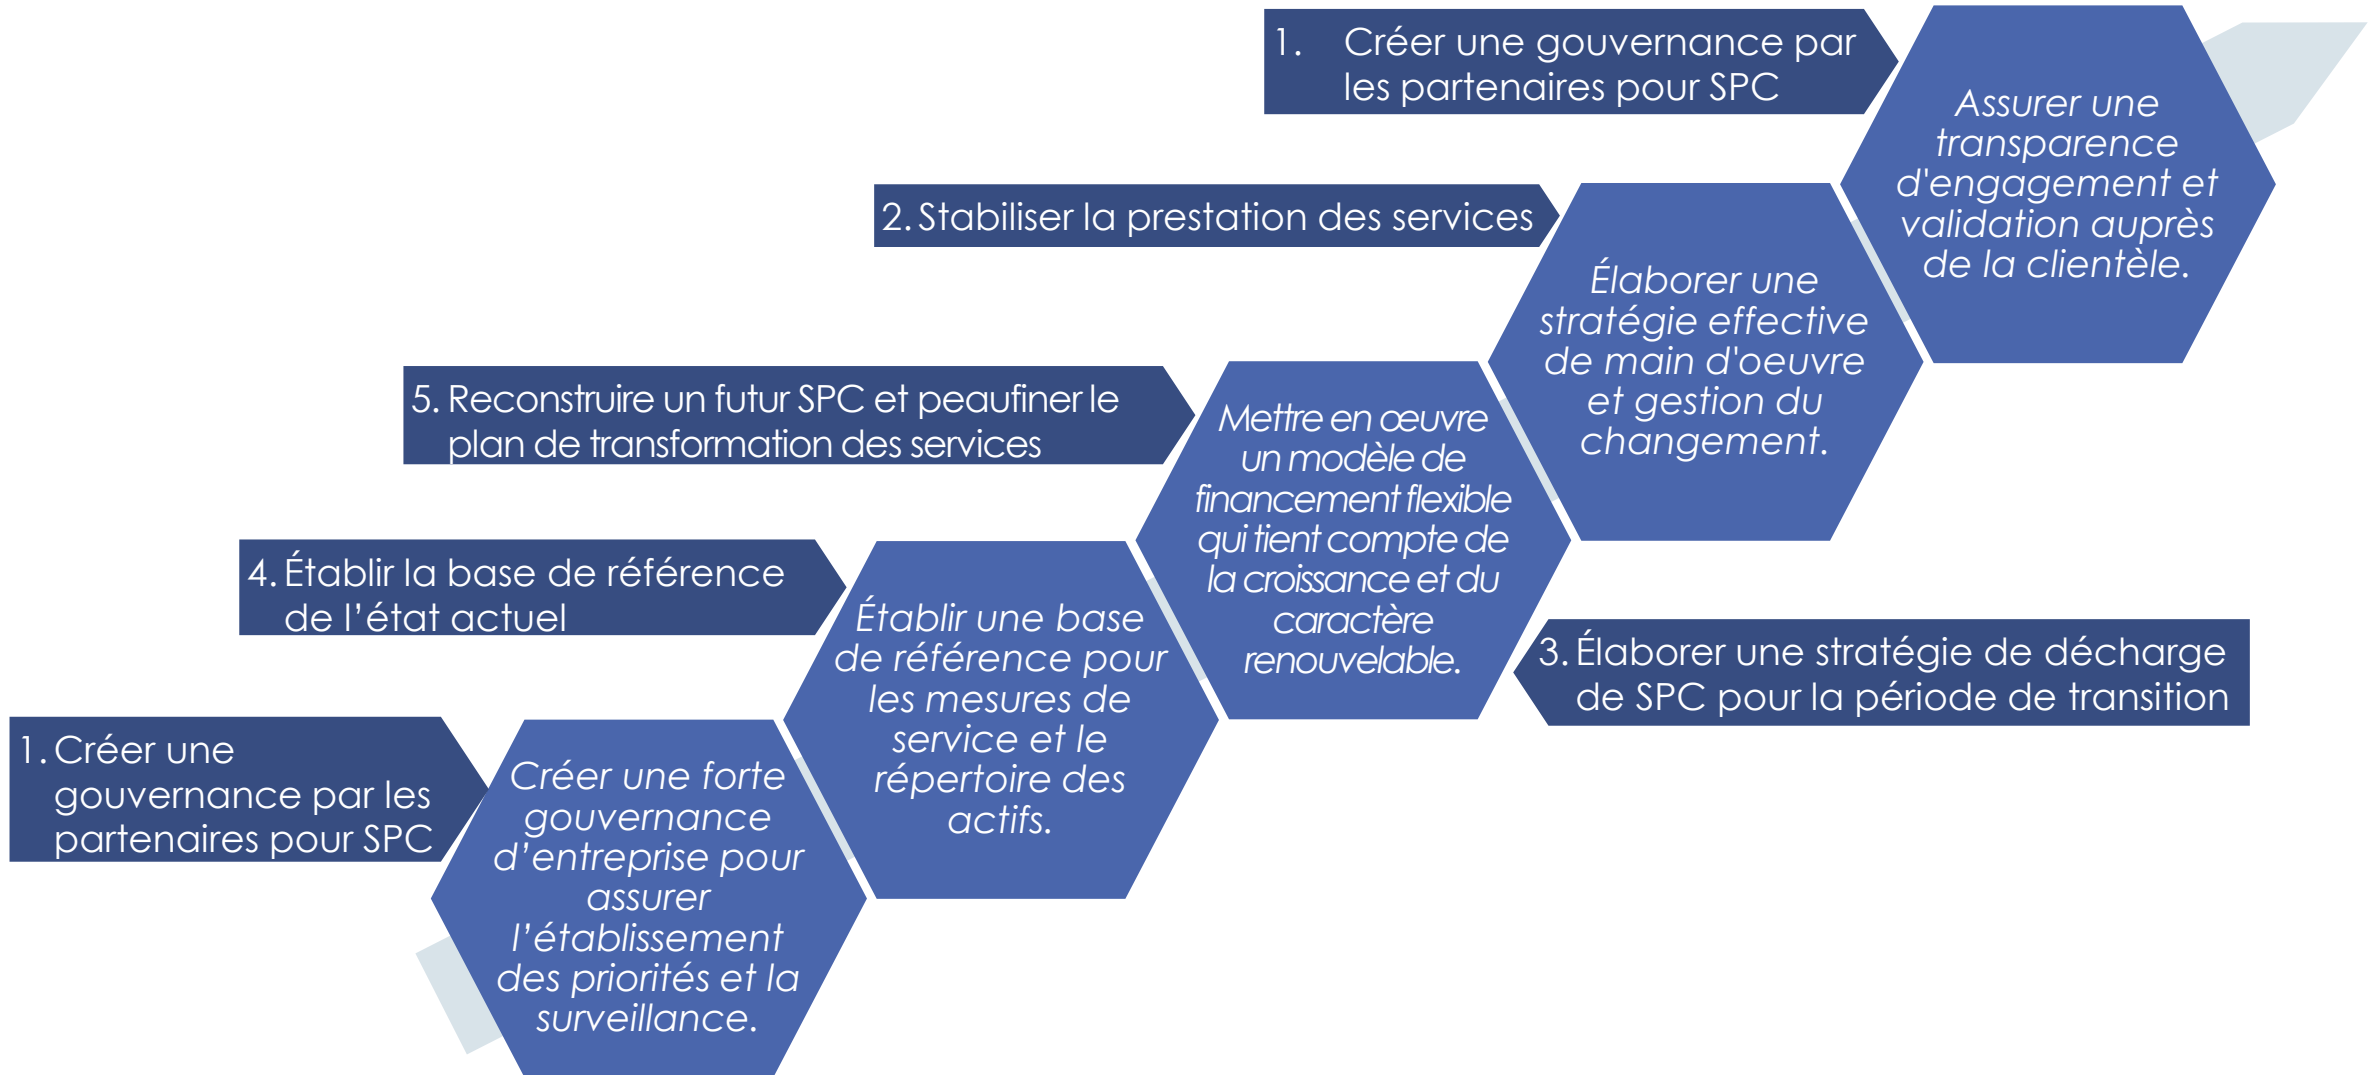 1. Créer une gouvernance par
les partenaires pour SPC
Assurer une
transparence
d'engagement et
validation auprès
de la clientèle.
2. Stabiliser la prestation des services
Élaborer une
stratégie effective
de main d'oeuvre
et gestion du
changement.
5. Reconstruire un futur SPC et peaufiner le
plan de transformation des services
Mettre en œuvre
un modèle de
financement flexible
qui tient compte de
la croissance et du
caractère
renouvelable.
4. Établir la base de référence
de l’état actuel
Établir une base
de référence pour
les mesures de
service et le
répertoire des
actifs.
3. Élaborer une stratégie de décharge
de SPC pour la période de transition
1. Créer une
gouvernance par les
partenaires pour SPC
Créer une forte
gouvernance
d’entreprise pour
assurer
l’établissement
des priorités et la
surveillance.